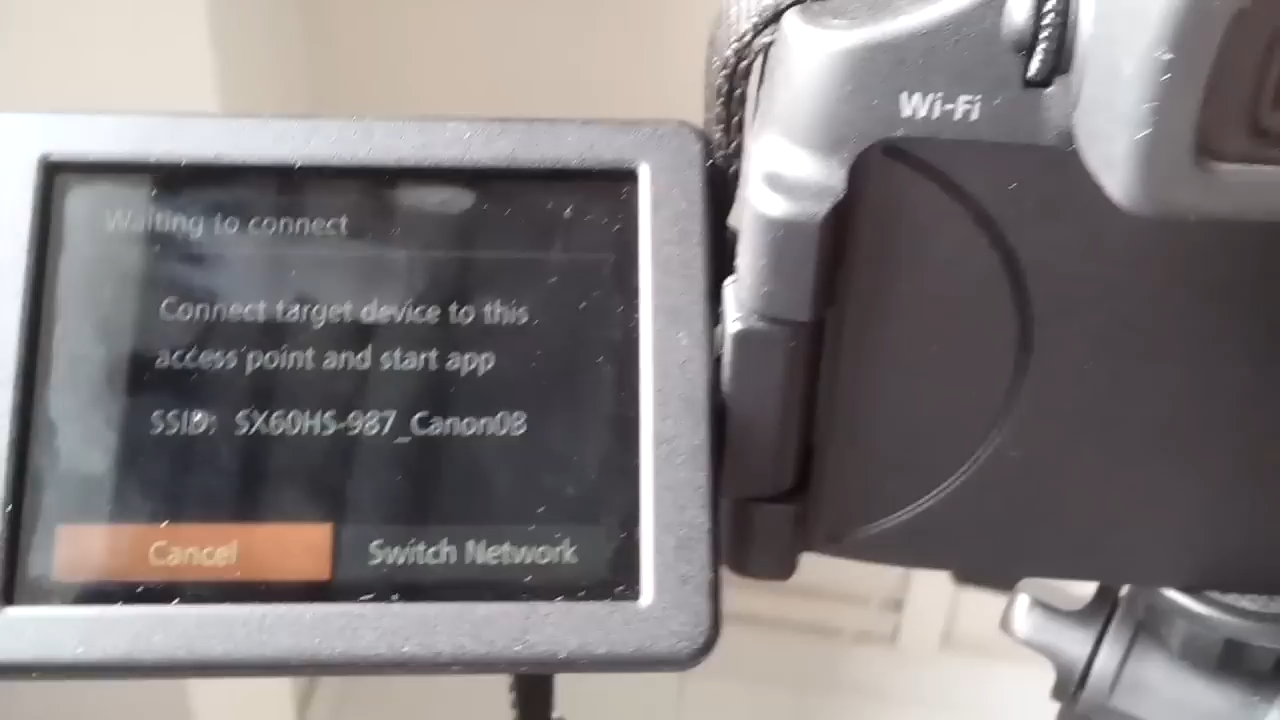 Wi-Fi
Waiting to connect
Connect target device to this
access point and start app
SSID: SX60HS-987_Canon0B
Cancel
Switch Network